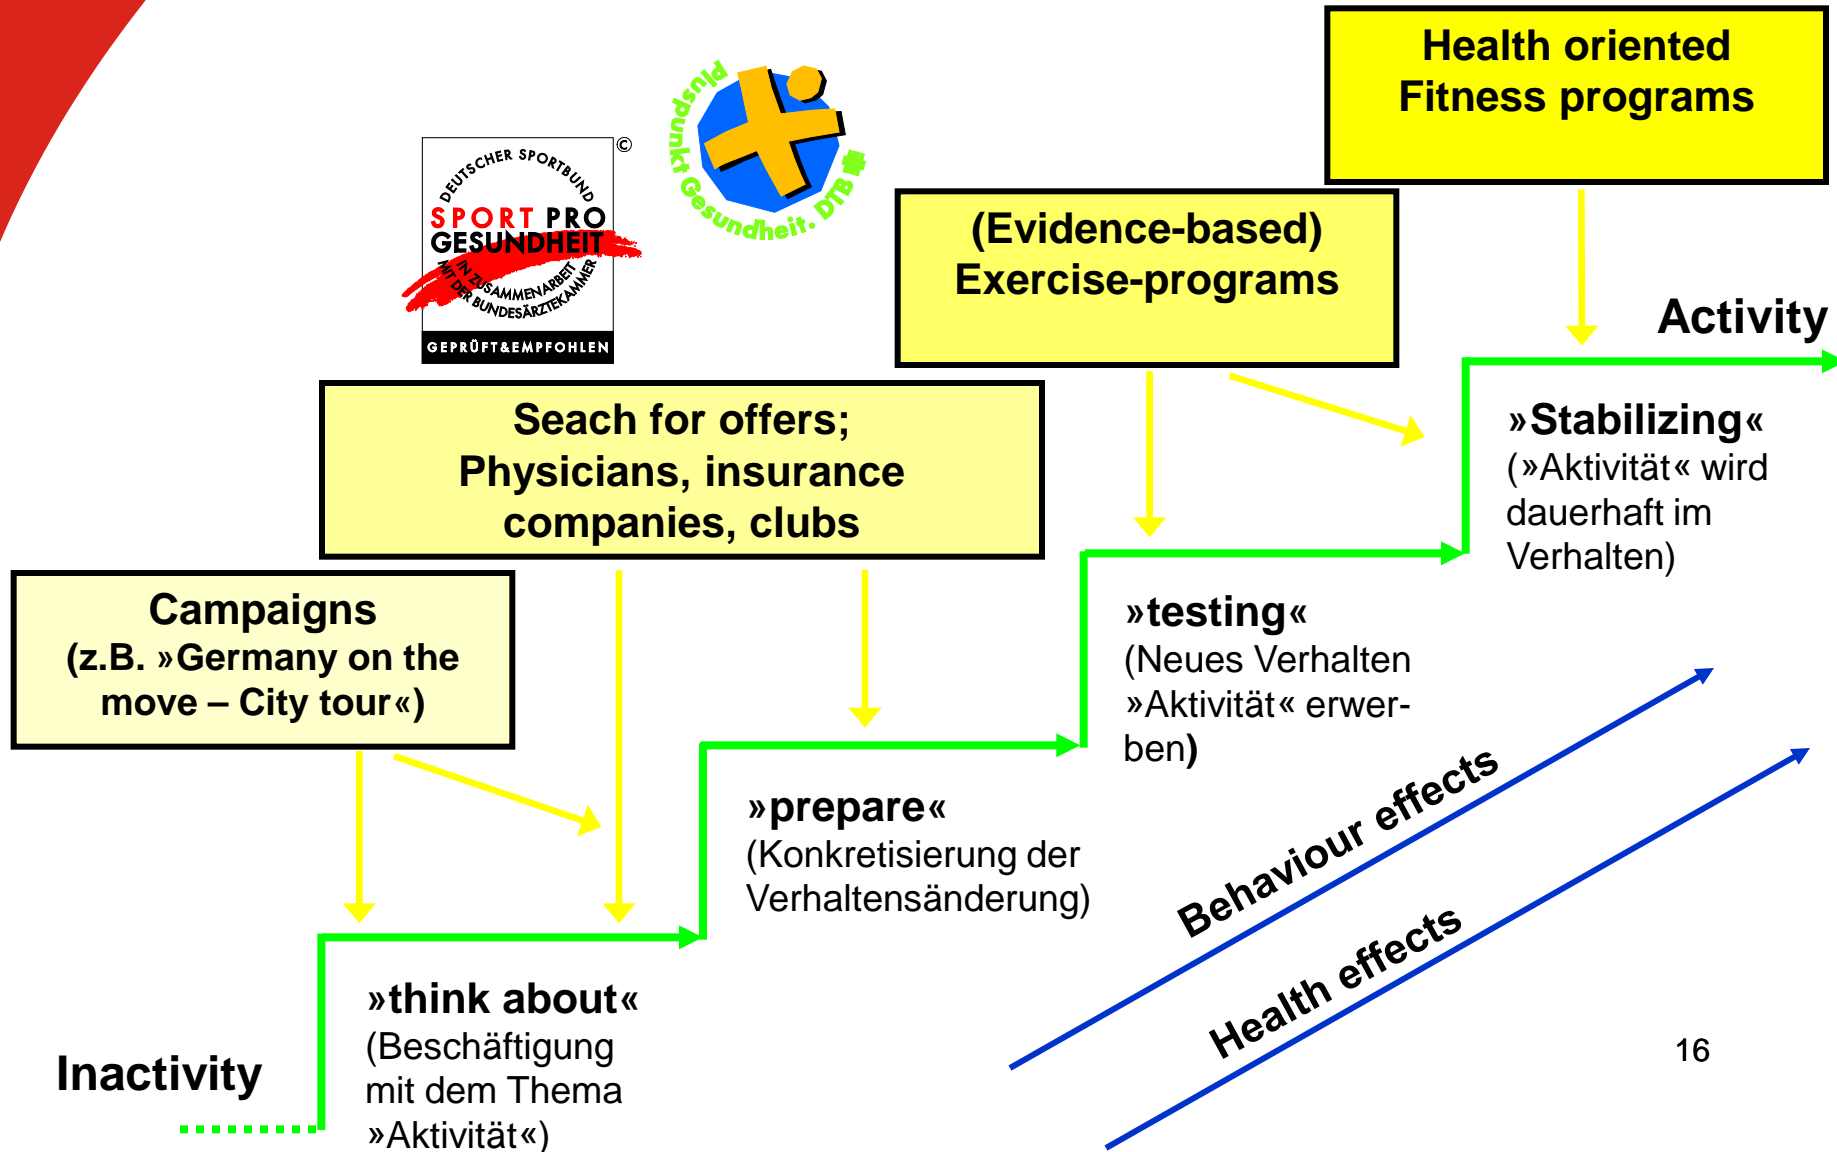 Health oriented
Fitness programs
Pluspunkt Gesundheit. DTB
©
DEUTSCHER SPORTBUND
SPORT PRO
GESUNDHEIT
IN ZUSAMMENARBEIT
MIT DER BUNDESÄRZTEKAMMER
GEPRÜFT&EMPFOHLEN
(Evidence-based)
Exercise-programs
Activity
Seach for offers;
Physicians, insurance
companies, clubs
»Stabilizing«
(»Aktivität« wird
dauerhaft im
Verhalten)
Campaigns
(z.B. »Germany on the
move – City tour«)
»testing«
(Neues Verhalten
»Aktivität« erwer-
ben)
»prepare«
(Konkretisierung der
Verhaltensänderung)
Behaviour effects
Health effects
»think about«
(Beschäftigung
mit dem Thema
»Aktivität«)
Inactivity
16